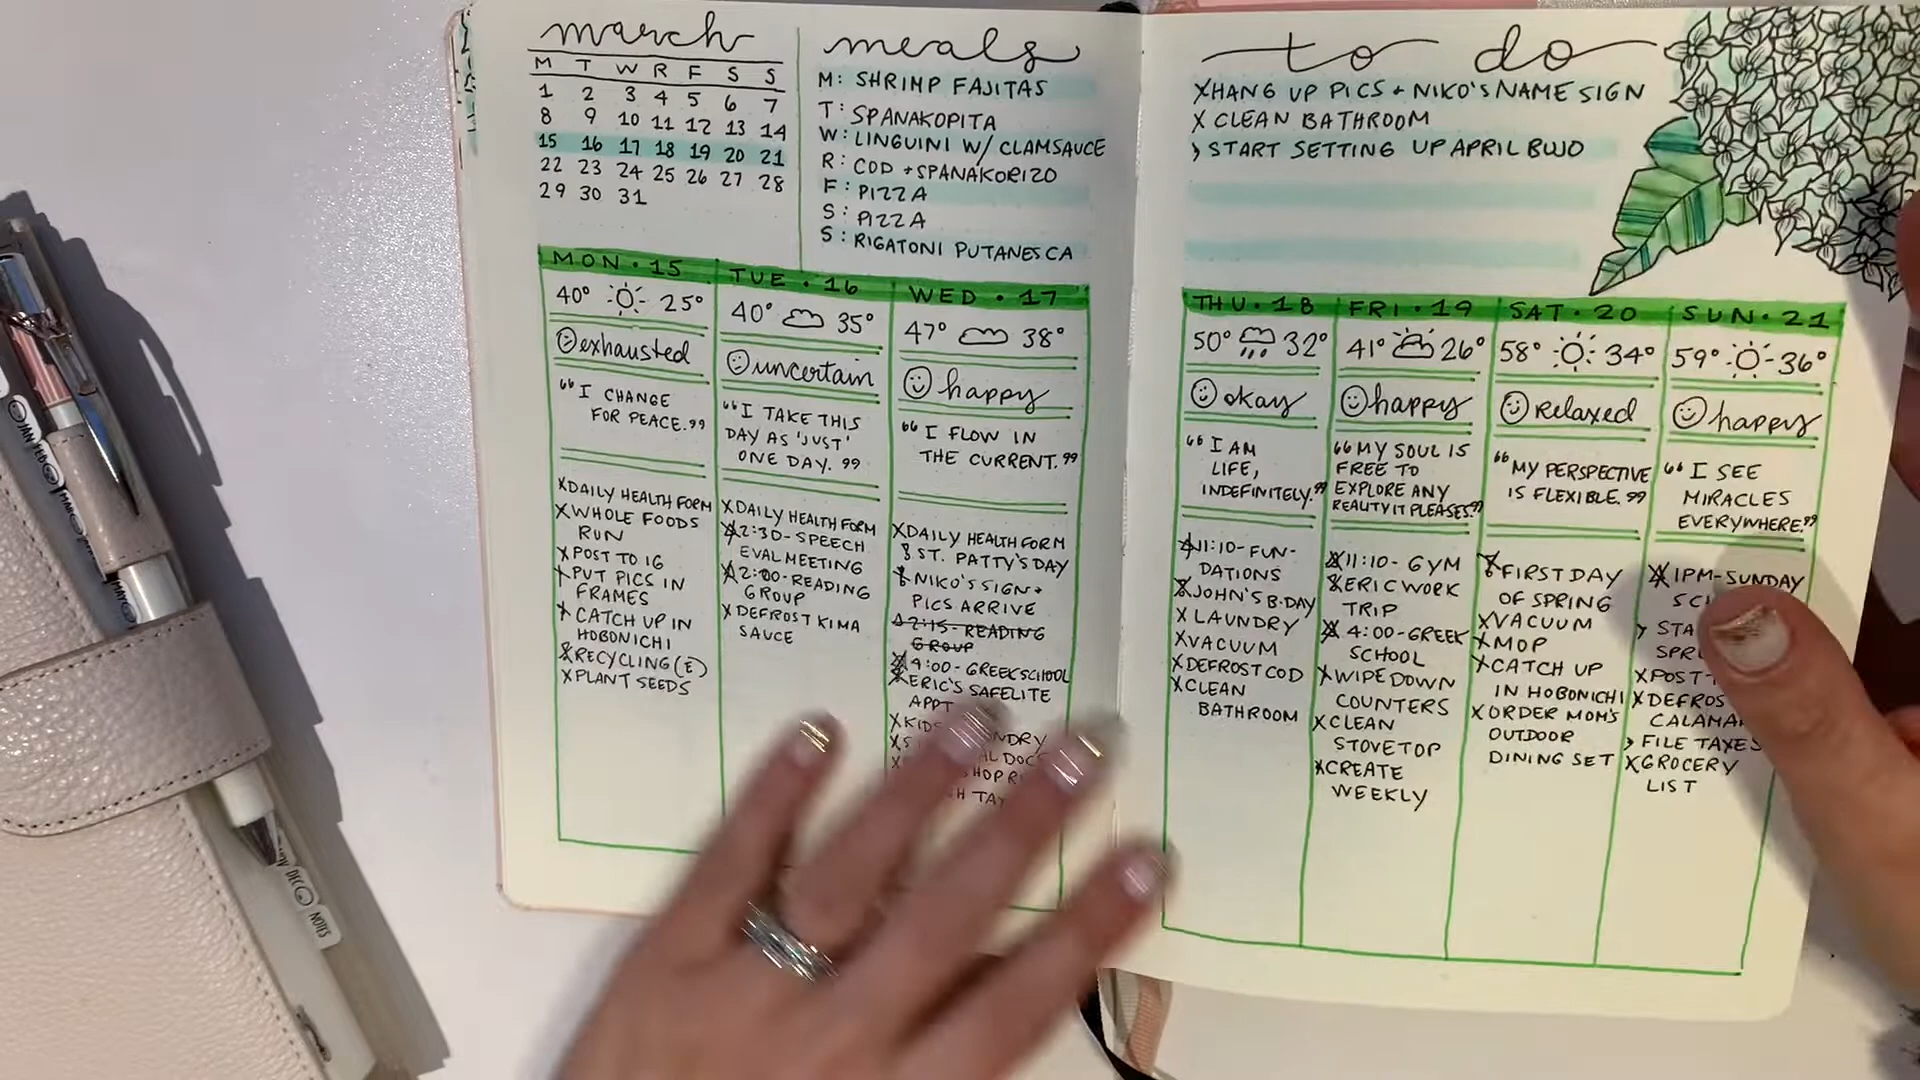 march
M T W R F S S
1 2 3 4 5 6 7
8 9 10 11 12 13 14
15 16 17 18 19 20 21
22 23 24 25 26 27 28
29 30 31
meals
M: SHRIMP FAJITAS
T: SPANAKOPITA
W: LINGUINI W/ CLAMSAUCE
R: COD + SPANAKORIZO
F: PIZZA
S: PIZZA
S: RIGATONI PUTANESCA
to do
X HANG UP PICS + NIKO'S NAME SIGN
X CLEAN BATHROOM
> START SETTING UP APRIL BUJO
MON • 15
40° 25°
exhausted
"I CHANGE
FOR PEACE."
X DAILY HEALTH FORM
X WHOLE FOODS
RUN
X POST TO IG
X PUT PICS IN
FRAMES
X CATCH UP IN
HOBONICHI
X RECYCLING (E)
X PLANT SEEDS
TUE • 16
40° 35°
uncertain
"I TAKE THIS
DAY AS 'JUST'
ONE DAY."
X DAILY HEALTH FORM
X 2:30 - SPEECH
EVAL MEETING
X 2:00 - READING
GROUP
X DEFROST KIMA
SAUCE
WED • 17
47° 38°
happy
"I FLOW IN
THE CURRENT."
X DAILY HEALTH FORM
ST. PATTY'S DAY
X NIKO'S SIGN +
PICS ARRIVE
2:15 - READING
GROUP
X 4:00 - GREEK SCHOOL
X ERIC'S SAFELITE
APPT
X
X
THU • 18
50° 32°
okay
"I AM
LIFE,
INDEFINITELY."
X 11:10 - FUN-
DATIONS
X JOHN'S B.DAY
X LAUNDRY
X VACUUM
X DEFROST COD
X CLEAN
BATHROOM
FRI • 19
41° 26°
happy
"MY SOUL IS
FREE TO
EXPLORE ANY
REALITY IT PLEASES."
X 11:10 - GYM
X ERIC WORK
TRIP
X 4:00 - GREEK
SCHOOL
X WIPE DOWN
COUNTERS
X CLEAN
STOVETOP
X CREATE
WEEKLY
SAT • 20
58° 34°
relaxed
"MY PERSPECTIVE
IS FLEXIBLE."
X FIRST DAY
OF SPRING
X VACUUM
X MOP
X CATCH UP
IN HOBONICHI
X ORDER MOM'S
OUTDOOR
DINING SET
SUN • 21
59° 36°
happy
"I SEE
MIRACLES
EVERYWHERE."
X 1PM - SUNDAY
X POST
X DEFROST
> FILE TAXES
X GROCERY
LIST
JAN
FEB
MAR
MAY
DEC
NOTES